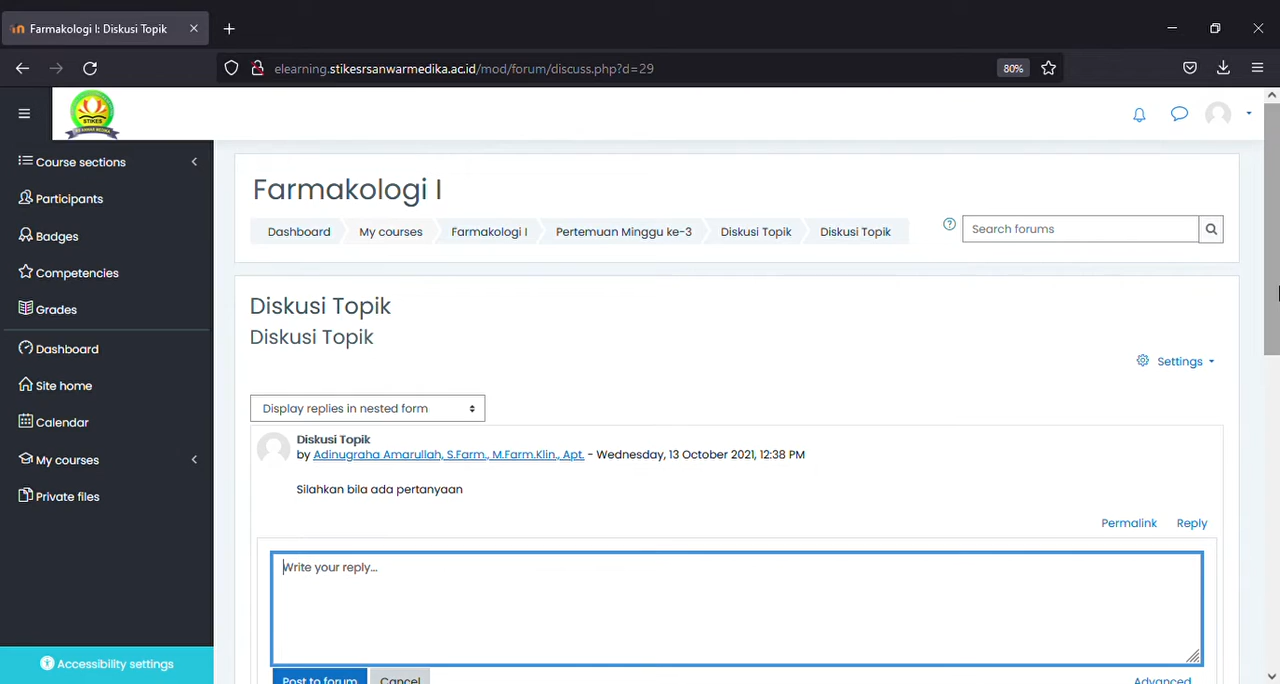 Farmakologi I: Diskusi Topik
elearning.stikesrsanwarmedika.ac.id/mod/forum/discuss.php?d=29
80%
STIKES
Course sections
Participants
Badges
Competencies
Grades
Dashboard
Site home
Calendar
My courses
Private files
Accessibility settings
Farmakologi I
Dashboard My courses Farmakologi I Pertemuan Minggu ke-3 Diskusi Topik Diskusi Topik
Search forums
Diskusi Topik
Diskusi Topik
Settings
Display replies in nested form
Diskusi Topik
by Adinugraha Amarullah, S.Farm., M.Farm.Klin., Apt. - Wednesday, 13 October 2021, 12:38 PM
Silahkan bila ada pertanyaan
Permalink Reply
Write your reply...
Post to forum Cancel Advanced